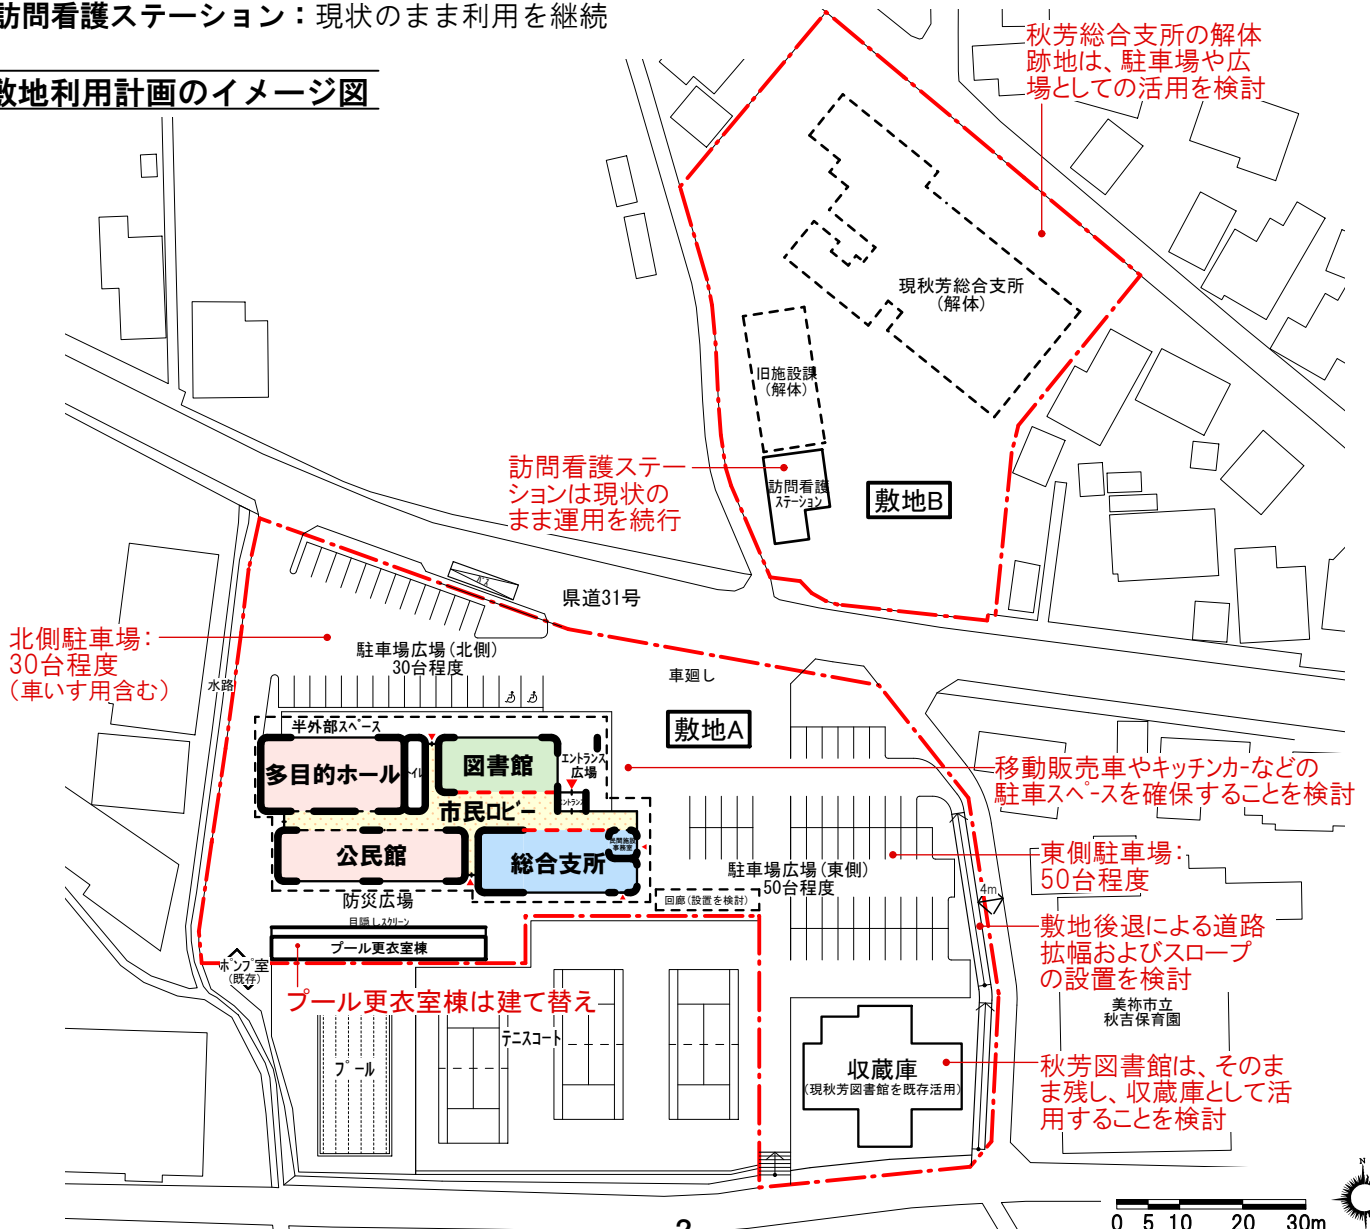 訪問看護ステーション：現状のまま利用を継続
敷地利用計画のイメージ図
秋芳総合支所の解体
跡地は、駐車場や広
場としての活用を検討
現秋芳総合支所
(解体)
旧施設課
(解体)
訪問看護ステー
ションは現状の
まま運用を続行
訪問看護
ステーション
敷地B
バス
県道31号
北側駐車場：
30台程度
(車いす用含む)
水路
駐車場広場(北側)
30台程度
車廻し
敷地A
半外部スペース
多目的ホール
トイレ
図書館
エントランス
広場
エントランス
市民ロビー
公民館
総合支所
民間施設
事務室
移動販売車やキッチンカーなどの
駐車スペースを確保することを検討
駐車場広場(東側)
50台程度
東側駐車場：
50台程度
4m
防災広場
回廊(設置を検討)
目隠しスクリーン
プール更衣室棟
ポンプ室
(既存)
敷地後退による道路
拡幅およびスロープ
の設置を検討
プール更衣室棟は建て替え
美祢市立
秋吉保育園
テニスコート
プール
収蔵庫
(現秋芳図書館を既存活用)
秋芳図書館は、そのま
ま残し、収蔵庫として活
用することを検討
N
0 5 10 20 30m
2